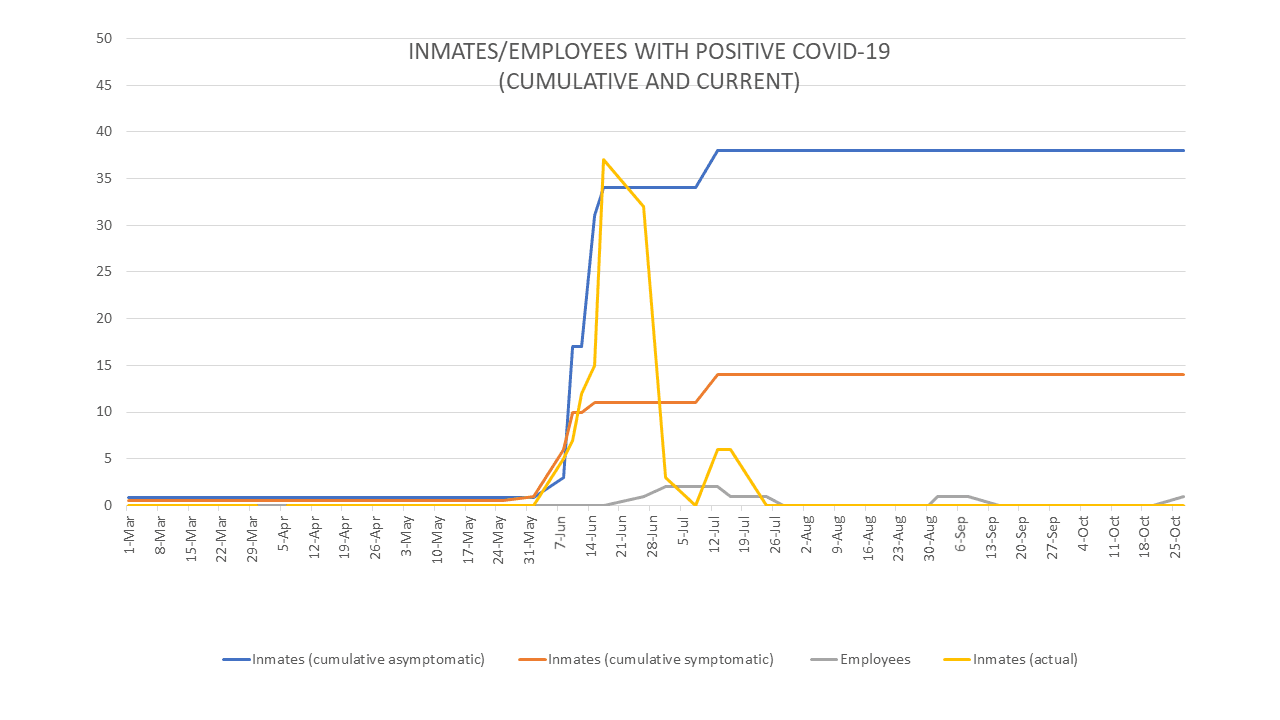 INMATES/EMPLOYEES WITH POSITIVE COVID-19
(CUMULATIVE AND CURRENT)
50
45
40
35
30
25
20
15
10
5
0
1-Mar
8-Mar
15-Mar
22-Mar
29-Mar
5-Apr
12-Apr
19-Apr
26-Apr
3-May
10-May
17-May
24-May
31-May
7-Jun
14-Jun
21-Jun
28-Jun
5-Jul
12-Jul
19-Jul
26-Jul
2-Aug
9-Aug
16-Aug
23-Aug
30-Aug
6-Sep
13-Sep
20-Sep
27-Sep
4-Oct
11-Oct
18-Oct
25-Oct
Inmates (cumulative asymptomatic)
Inmates (cumulative symptomatic)
Employees
Inmates (actual)